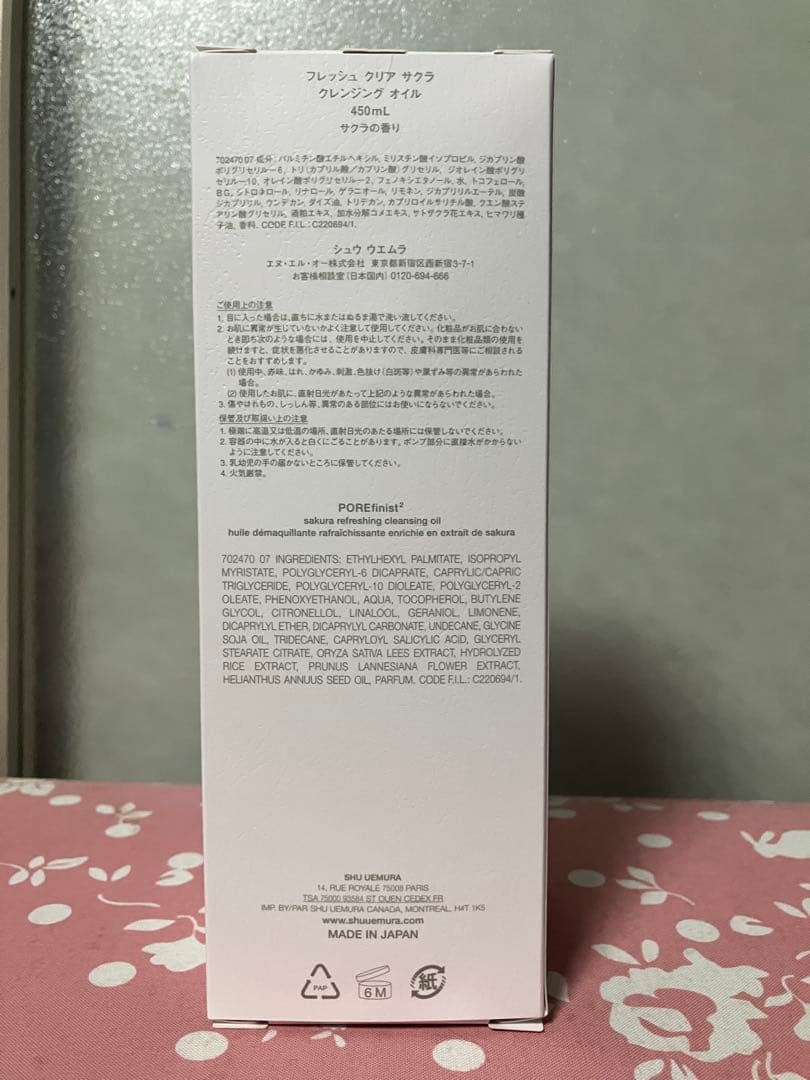 フレッシュ クリア サクラ
クレンジング オイル
450mL
サクラの香り
702470 07 成分：パルミチン酸エチルヘキシル、ミリスチン酸イソプロピル、ジカプリン酸
ポリグリセリル-6、トリ(カプリル酸／カプリン酸)グリセリル、ジオレイン酸ポリグリ
セリル-10、オレイン酸ポリグリセリル-2、フェノキシエタノール、水、トコフェロール、
BG、シトロネロール、リナロール、ゲラニオール、リモネン、ジカプリリルエーテル、炭酸
ジカプリリル、ウンデカン、ダイズ油、トリデカン、カプリロイルサリチル酸、クエン酸ステ
アリン酸グリセリル、酒粕エキス、加水分解コメエキス、サトザクラ花エキス、ヒマワリ種
子油、香料. CODE F.I.L.: C220694/1.
シュウ ウエムラ
エヌ・エル・オー株式会社 東京都新宿区西新宿3-7-1
お客様相談室(日本国内) 0120-694-666
ご使用上の注意
1. 目に入った場合は、直ちに水またはぬるま湯で洗い流してください。
2. お肌に異常が生じていないかよく注意して使用してください。化粧品がお肌に合わない
とき即ち次のような場合には、使用を中止してください。そのまま化粧品類の使用を
続けますと、症状を悪化させることがありますので、皮膚科専門医等にご相談される
ことをおすすめします。
(1) 使用中、赤味、はれ、かゆみ、刺激、色抜け(白斑等)や黒ずみ等の異常があらわれた
場合。
(2) 使用したお肌に、直射日光があたって上記のような異常があらわれた場合。
3. 傷やはれもの、しっしん等、異常のある部位にはお使いにならないでください。
保管及び取扱い上の注意
1. 極端に高温又は低温の場所、直射日光のあたる場所には保管しないでください。
2. 容器の中に水が入ると白くにごることがあります。ポンプ部分に直接水がかからない
ように注意してください。
3. 乳幼児の手の届かないところに保管してください。
4. 火気厳禁。
POREfinist²
sakura refreshing cleansing oil
huile démaquillante rafraîchissante enrichie en extrait de sakura
702470 07 INGREDIENTS: ETHYLHEXYL PALMITATE, ISOPROPYL
MYRISTATE, POLYGLYCERYL-6 DICAPRATE, CAPRYLIC/CAPRIC
TRIGLYCERIDE, POLYGLYCERYL-10 DIOLEATE, POLYGLYCERYL-2
OLEATE, PHENOXYETHANOL, AQUA, TOCOPHEROL, BUTYLENE
GLYCOL, CITRONELLOL, LINALOOL, GERANIOL, LIMONENE,
DICAPRYLYL ETHER, DICAPRYLYL CARBONATE, UNDECANE, GLYCINE
SOJA OIL, TRIDECANE, CAPRYLOYL SALICYLIC ACID, GLYCERYL
STEARATE CITRATE, ORYZA SATIVA LEES EXTRACT, HYDROLYZED
RICE EXTRACT, PRUNUS LANNESIANA FLOWER EXTRACT,
HELIANTHUS ANNUUS SEED OIL, PARFUM. CODE F.I.L.: C220694/1.
SHU UEMURA
14, RUE ROYALE 75008 PARIS
TSA 75000 93584 ST OUEN CEDEX.FR
IMP. BY/PAR SHU UEMURA CANADA, MONTREAL. H4T 1K5
www.shuuemura.com
MADE IN JAPAN
PAP
6 M
紙